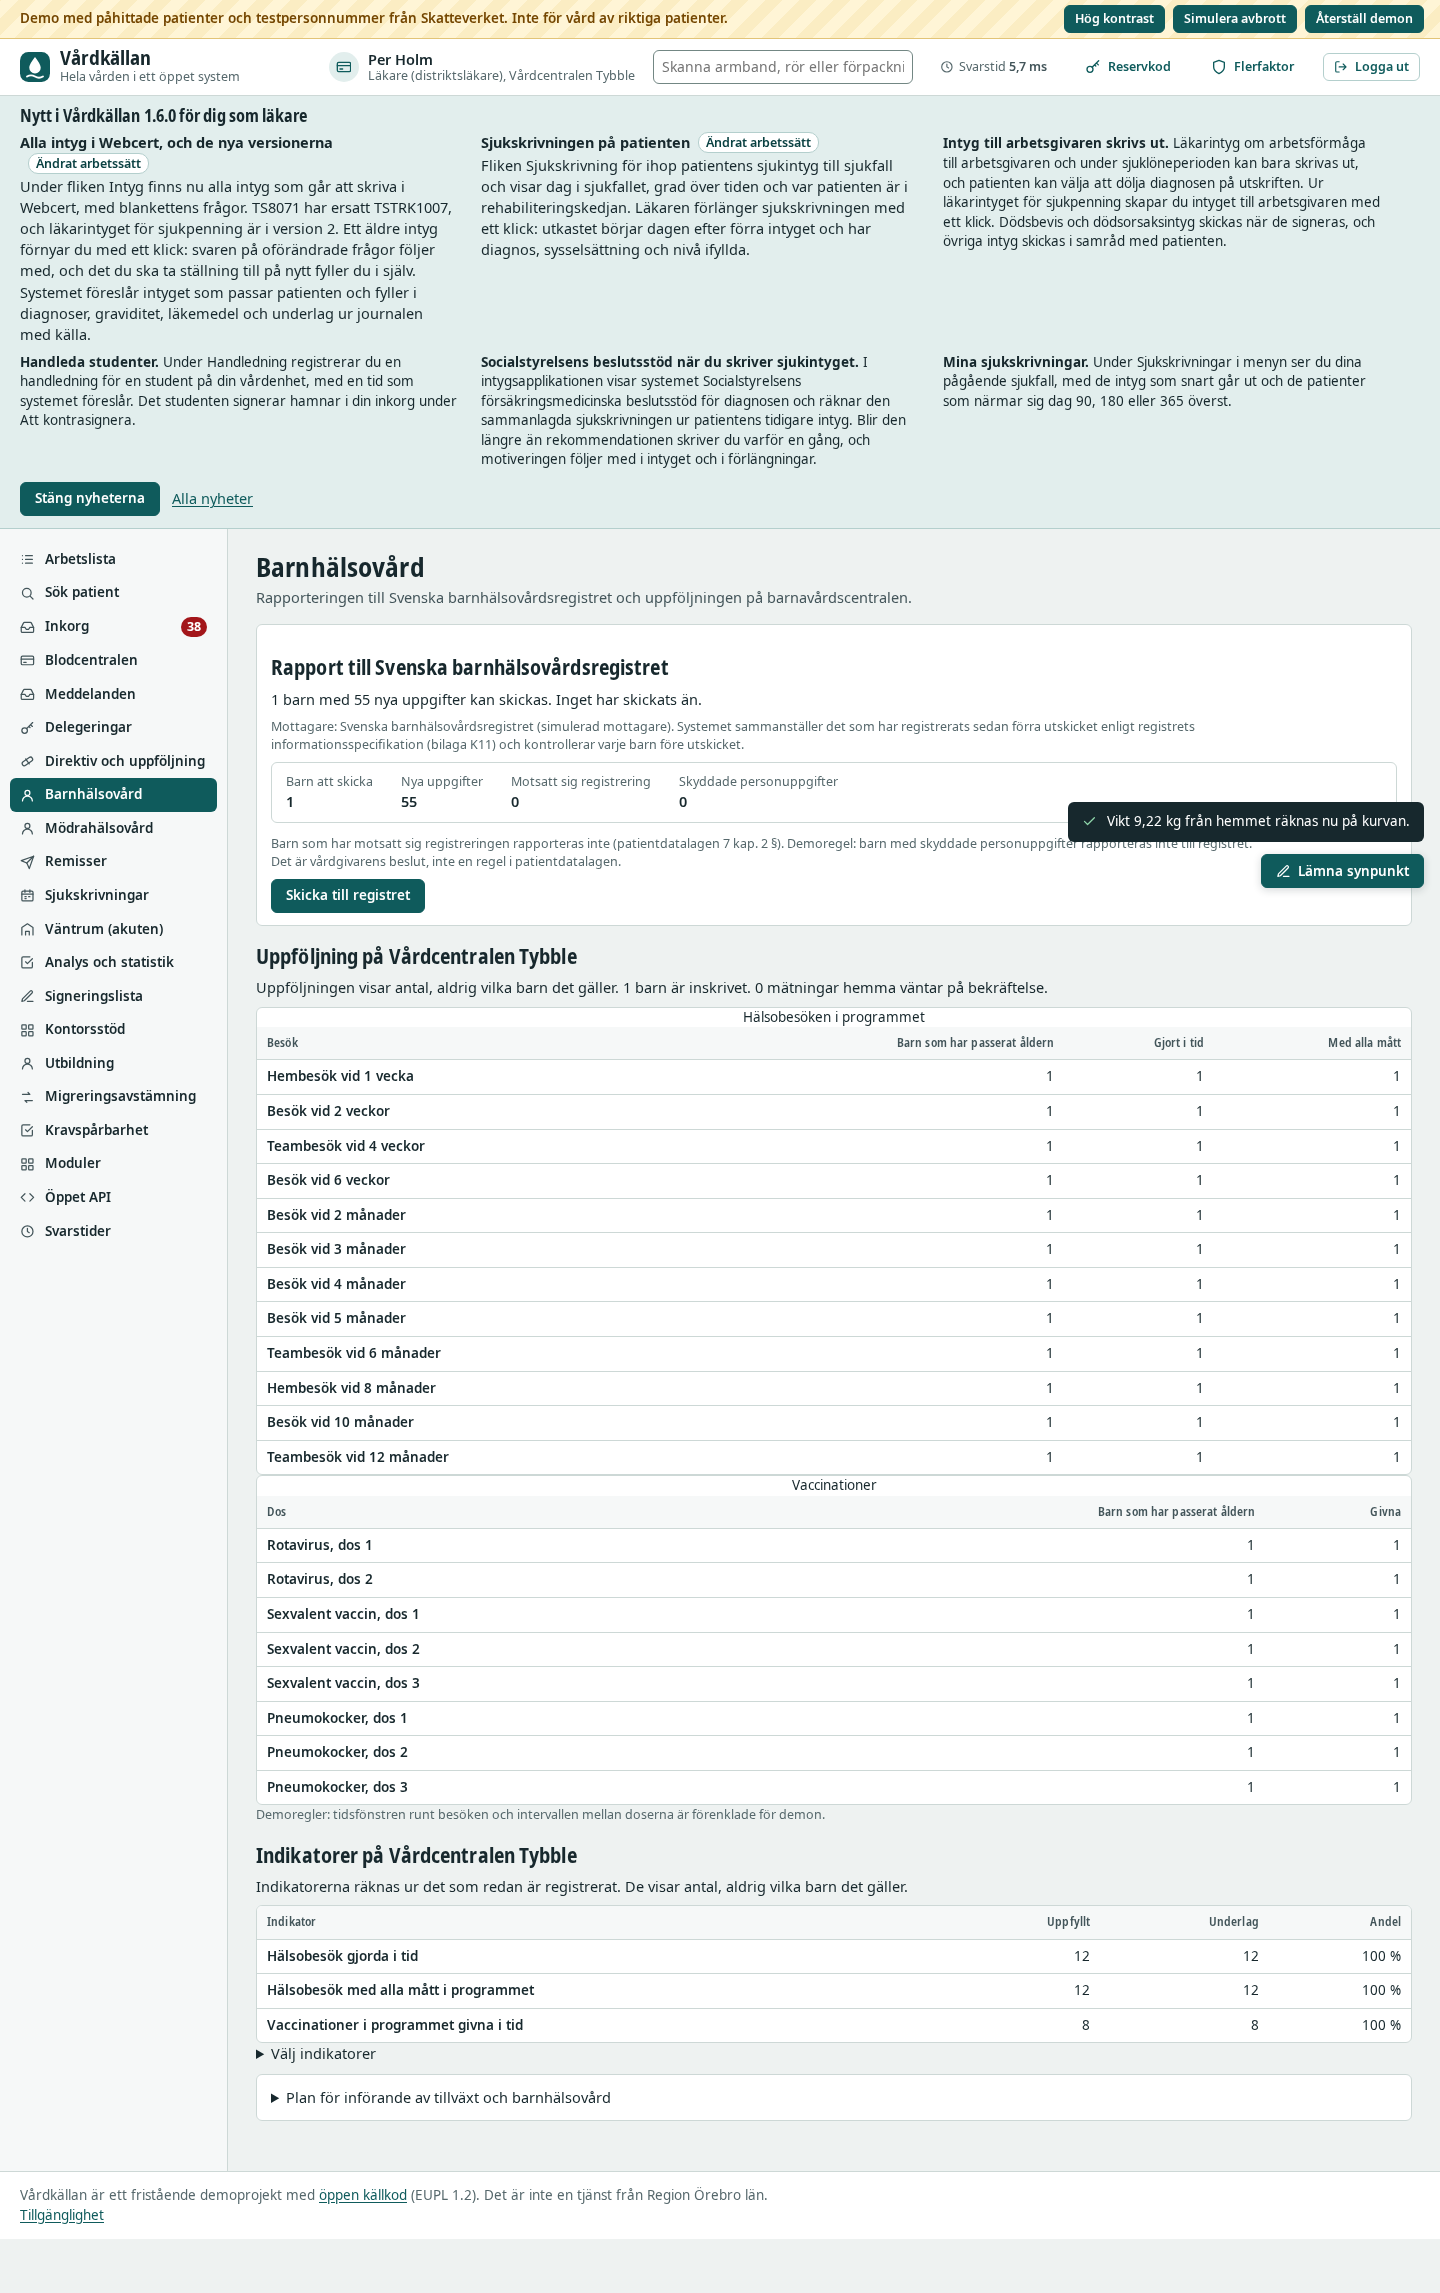 Demo med påhittade patienter och testpersonnummer från Skatteverket. Inte för vård av riktiga patienter.
Hög kontrast
Simulera avbrott
Återställ demon
Vårdkällan
Hela vården i ett öppet system
Per Holm
Läkare (distriktsläkare), Vårdcentralen Tybble
Skanna armband, rör eller förpackni
Svarstid 5,7 ms
Reservkod
Flerfaktor
Logga ut
Nytt i Vårdkällan 1.6.0 för dig som läkare
Alla intyg i Webcert, och de nya versionerna
Ändrat arbetssätt
Under fliken Intyg finns nu alla intyg som går att skriva i
Webcert, med blankettens frågor. TS8071 har ersatt TSTRK1007,
och läkarintyget för sjukpenning är i version 2. Ett äldre intyg
förnyar du med ett klick: svaren på oförändrade frågor följer
med, och det du ska ta ställning till på nytt fyller du i själv.
Systemet föreslår intyget som passar patienten och fyller i
diagnoser, graviditet, läkemedel och underlag ur journalen
med källa.
Sjukskrivningen på patienten Ändrat arbetssätt
Fliken Sjukskrivning för ihop patientens sjukintyg till sjukfall
och visar dag i sjukfallet, grad över tiden och var patienten är i
rehabiliteringskedjan. Läkaren förlänger sjukskrivningen med
ett klick: utkastet börjar dagen efter förra intyget och har
diagnos, sysselsättning och nivå ifyllda.
Intyg till arbetsgivaren skrivs ut. Läkarintyg om arbetsförmåga
till arbetsgivaren och under sjuklöneperioden kan bara skrivas ut,
och patienten kan välja att dölja diagnosen på utskriften. Ur
läkarintyget för sjukpenning skapar du intyget till arbetsgivaren med
ett klick. Dödsbevis och dödsorsaksintyg skickas när de signeras, och
övriga intyg skickas i samråd med patienten.
Handleda studenter. Under Handledning registrerar du en
handledning för en student på din vårdenhet, med en tid som
systemet föreslår. Det studenten signerar hamnar i din inkorg under
Att kontrasignera.
Socialstyrelsens beslutsstöd när du skriver sjukintyget. I
intygsapplikationen visar systemet Socialstyrelsens
försäkringsmedicinska beslutsstöd för diagnosen och räknar den
sammanlagda sjukskrivningen ur patientens tidigare intyg. Blir den
längre än rekommendationen skriver du varför en gång, och
motiveringen följer med i intyget och i förlängningar.
Mina sjukskrivningar. Under Sjukskrivningar i menyn ser du dina
pågående sjukfall, med de intyg som snart går ut och de patienter
som närmar sig dag 90, 180 eller 365 överst.
Stäng nyheterna
Alla nyheter
Arbetslista
Sök patient
Inkorg 38
Blodcentralen
Meddelanden
Delegeringar
Direktiv och uppföljning
Barnhälsovård
Mödrahälsovård
Remisser
Sjukskrivningar
Väntrum (akuten)
Analys och statistik
Signeringslista
Kontorsstöd
Utbildning
Migreringsavstämning
Kravspårbarhet
Moduler
Öppet API
Svarstider
Barnhälsovård
Rapporteringen till Svenska barnhälsovårdsregistret och uppföljningen på barnavårdscentralen.
Rapport till Svenska barnhälsovårdsregistret
1 barn med 55 nya uppgifter kan skickas. Inget har skickats än.
Mottagare: Svenska barnhälsovårdsregistret (simulerad mottagare). Systemet sammanställer det som har registrerats sedan förra utskicket enligt registrets
informationsspecifikation (bilaga K11) och kontrollerar varje barn före utskicket.
Barn att skicka Nya uppgifter Motsatt sig registrering Skyddade personuppgifter
1 55 0 0
Vikt 9,22 kg från hemmet räknas nu på kurvan.
Barn som har motsatt sig registreringen rapporteras inte (patientdatalagen 7 kap. 2 §). Demoregel: barn med skyddade personuppgifter rapporteras inte till registret.
Det är vårdgivarens beslut, inte en regel i patientdatalagen.
Lämna synpunkt
Skicka till registret
Uppföljning på Vårdcentralen Tybble
Uppföljningen visar antal, aldrig vilka barn det gäller. 1 barn är inskrivet. 0 mätningar hemma väntar på bekräftelse.
Hälsobesöken i programmet
Besök Barn som har passerat åldern Gjort i tid Med alla mått
Hembesök vid 1 vecka 1 1 1
Besök vid 2 veckor 1 1 1
Teambesök vid 4 veckor 1 1 1
Besök vid 6 veckor 1 1 1
Besök vid 2 månader 1 1 1
Besök vid 3 månader 1 1 1
Besök vid 4 månader 1 1 1
Besök vid 5 månader 1 1 1
Teambesök vid 6 månader 1 1 1
Hembesök vid 8 månader 1 1 1
Besök vid 10 månader 1 1 1
Teambesök vid 12 månader 1 1 1
Vaccinationer
Dos Barn som har passerat åldern Givna
Rotavirus, dos 1 1 1
Rotavirus, dos 2 1 1
Sexvalent vaccin, dos 1 1 1
Sexvalent vaccin, dos 2 1 1
Sexvalent vaccin, dos 3 1 1
Pneumokocker, dos 1 1 1
Pneumokocker, dos 2 1 1
Pneumokocker, dos 3 1 1
Demoregler: tidsfönstren runt besöken och intervallen mellan doserna är förenklade för demon.
Indikatorer på Vårdcentralen Tybble
Indikatorerna räknas ur det som redan är registrerat. De visar antal, aldrig vilka barn det gäller.
Indikator Uppfyllt Underlag Andel
Hälsobesök gjorda i tid 12 12 100 %
Hälsobesök med alla mått i programmet 12 12 100 %
Vaccinationer i programmet givna i tid 8 8 100 %
Välj indikatorer
Plan för införande av tillväxt och barnhälsovård
Vårdkällan är ett fristående demoprojekt med öppen källkod (EUPL 1.2). Det är inte en tjänst från Region Örebro län.
Tillgänglighet